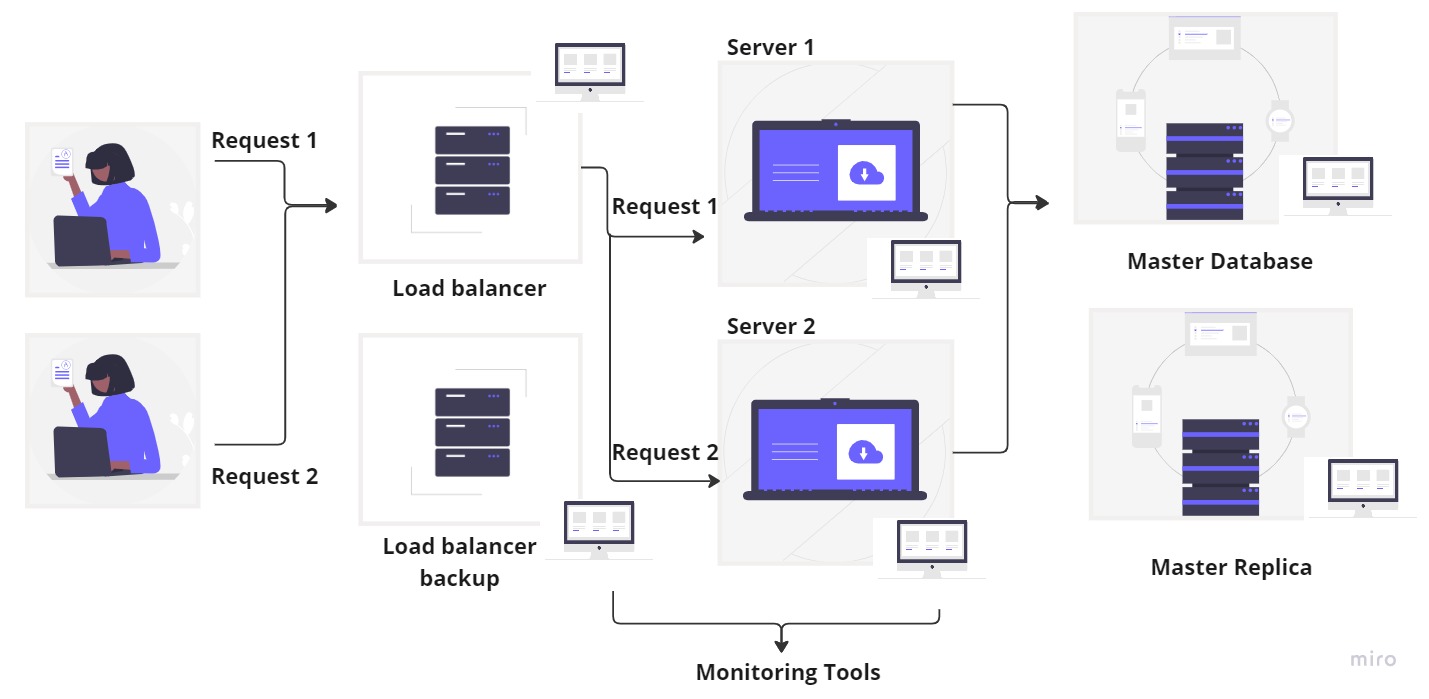 Server 1
Request 1
Request 1
Master Database
Load balancer
Server 2
Request 2
Request 2
Load balancer
backup
Master Replica
Monitoring Tools
miro